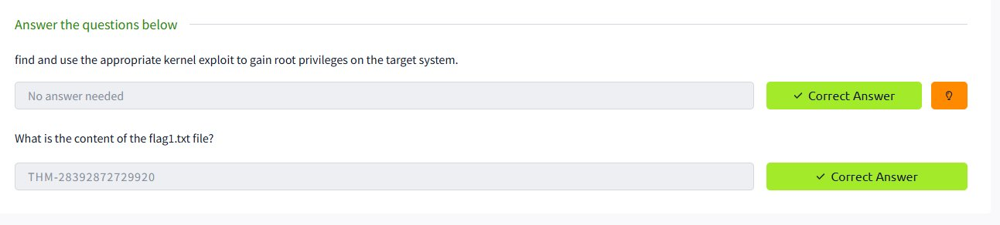 Answer the questions below
find and use the appropriate kernel exploit to gain root privileges on the target system.
No answer needed
Correct Answer
What is the content of the flag1.txt file?
THM-28392872729920
Correct Answer